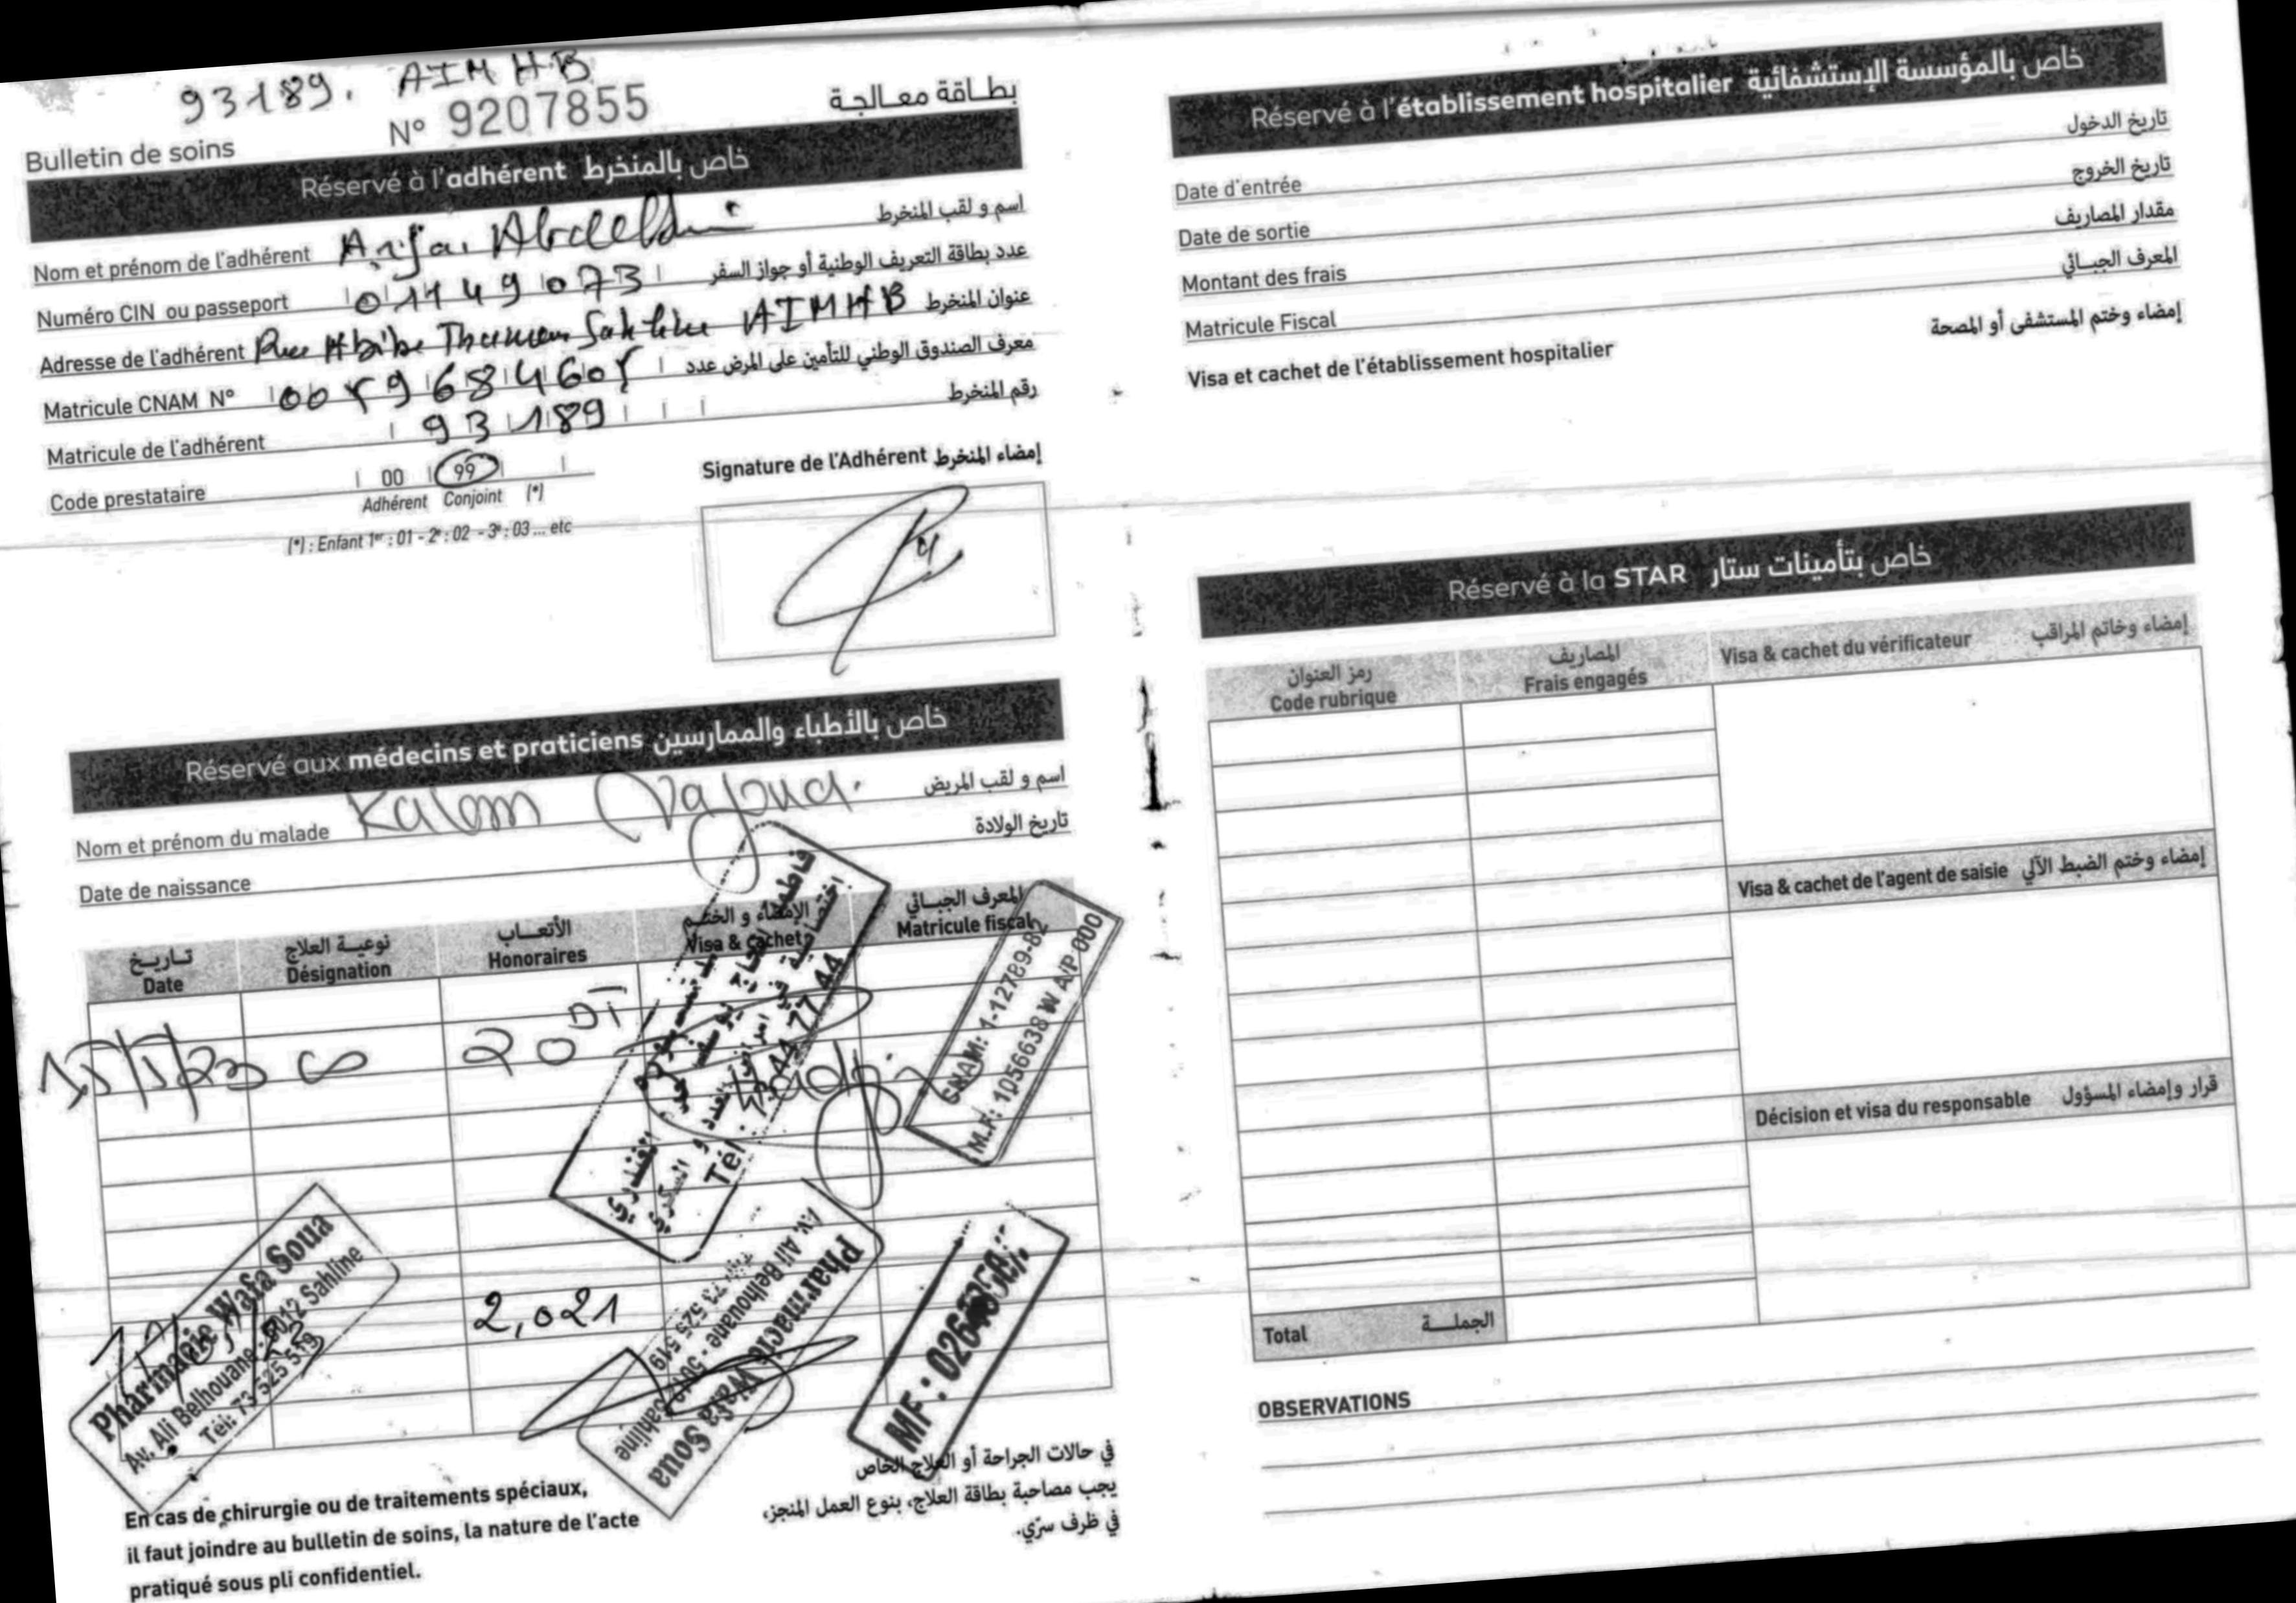 93189. AIMHB
Bulletin de soins N° 9207855 بطاقة معالجة
Réservé à l'adhérent خاص بالمنخرط
Nom et prénom de l'adhérent اسم و لقب المنخرط
Numéro CIN ou passeport 01149073 عدد بطاقة التعريف الوطنية أو جواز السفر
Adresse de l'adhérent Rue Sahline AIMHB عنوان المنخرط
Matricule CNAM N° معرف الصندوق الوطني للتأمين على المرض عدد
Matricule de l'adhérent 93189 رقم المنخرط
Code prestataire 00 99
Adhérent Conjoint (*)
(*) : Enfant 1er : 01 - 2e : 02 - 3e : 03 ... etc
Signature de l'Adhérent إمضاء المنخرط
Réservé aux médecins et praticiens خاص بالأطباء والممارسين
Nom et prénom du malade اسم و لقب المريض
Date de naissance تاريخ الولادة
تاريخ نوعية العلاج الأتعاب الإمضاء و الختم المعرف الجبائي
Date Désignation Honoraires Visa & cachet Matricule fiscal
20 DT
Tél
CNAM: 1-12789-82
M.F: 1056638 W A/P 000
2,021
Pharmacie Wafa Soua
Av. Ali Belhouane - 5012 Sahline
Tél: 73 525 519
Pharmacie Wafa Soua
Av. Ali Belhouane - 5012 Sahline
73 525 519
MF :
En cas de chirurgie ou de traitements spéciaux,
il faut joindre au bulletin de soins, la nature de l'acte
pratiqué sous pli confidentiel.
في حالات الجراحة أو العلاج الخاص
يجب مصاحبة بطاقة العلاج، بنوع العمل المنجز،
في ظرف سرّي.
Réservé à l'établissement hospitalier خاص بالمؤسسة الإستشفائية
Date d'entrée تاريخ الدخول
Date de sortie تاريخ الخروج
Montant des frais مقدار المصاريف
Matricule Fiscal المعرف الجبائي
Visa et cachet de l'établissement hospitalier إمضاء وختم المستشفى أو المصحة
Réservé à la STAR خاص بتأمينات ستار
رمز العنوان المصاريف
Code rubrique Frais engagés
Visa & cachet du vérificateur إمضاء وخاتم المراقب
Visa & cachet de l'agent de saisie إمضاء وختم الضبط الآلي
Décision et visa du responsable قرار وإمضاء المسؤول
Total الجملة
OBSERVATIONS